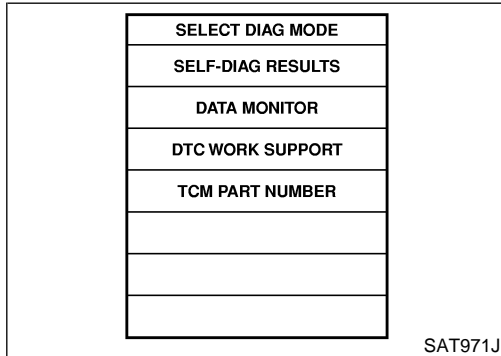 SELECT DIAG MODE
SELF-DIAG RESULTS
DATA MONITOR
DTC WORK SUPPORT
TCM PART NUMBER
SAT971J